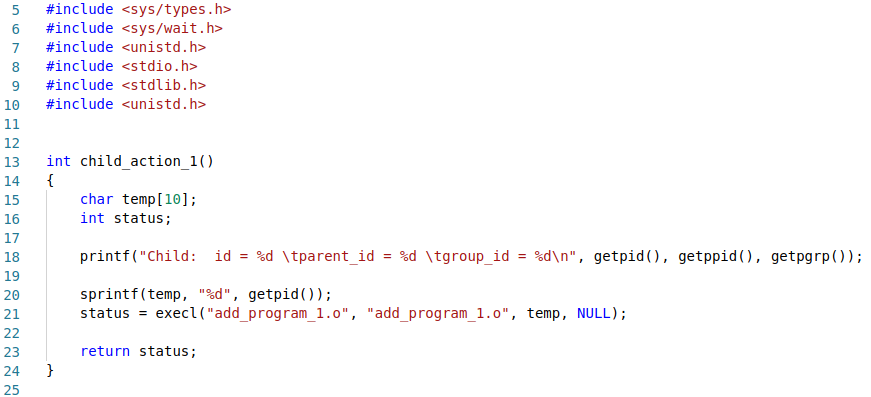 5 #include <sys/types.h>
6 #include <sys/wait.h>
7 #include <unistd.h>
8 #include <stdio.h>
9 #include <stdlib.h>
10 #include <unistd.h>
11
12
13 int child_action_1()
14 {
15     char temp[10];
16     int status;
17
18     printf("Child:  id = %d \tparent_id = %d \tgroup_id = %d\n", getpid(), getppid(), getpgrp());
19
20     sprintf(temp, "%d", getpid());
21     status = execl("add_program_1.o", "add_program_1.o", temp, NULL);
22
23     return status;
24 }
25